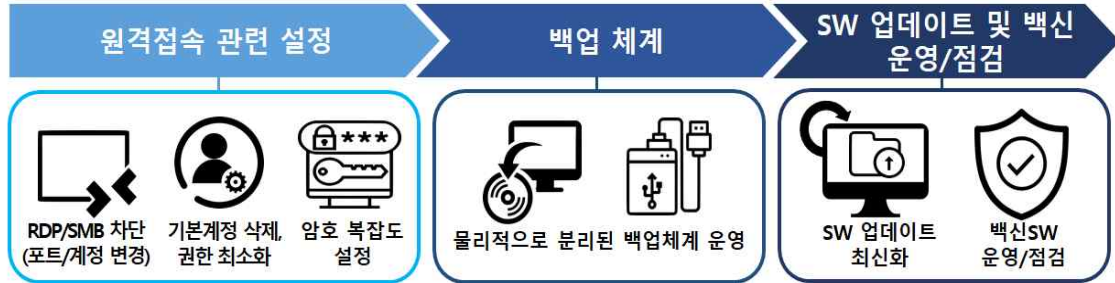 원격접속 관련 설정
백업 체계
SW 업데이트 및 백신
운영/점검
***
RDP/SMB 차단
(포트/계정 변경)
기본계정 삭제,
권한 최소화
암호 복잡도
설정
물리적으로 분리된 백업체계 운영
SW 업데이트
최신화
백신SW
운영/점검